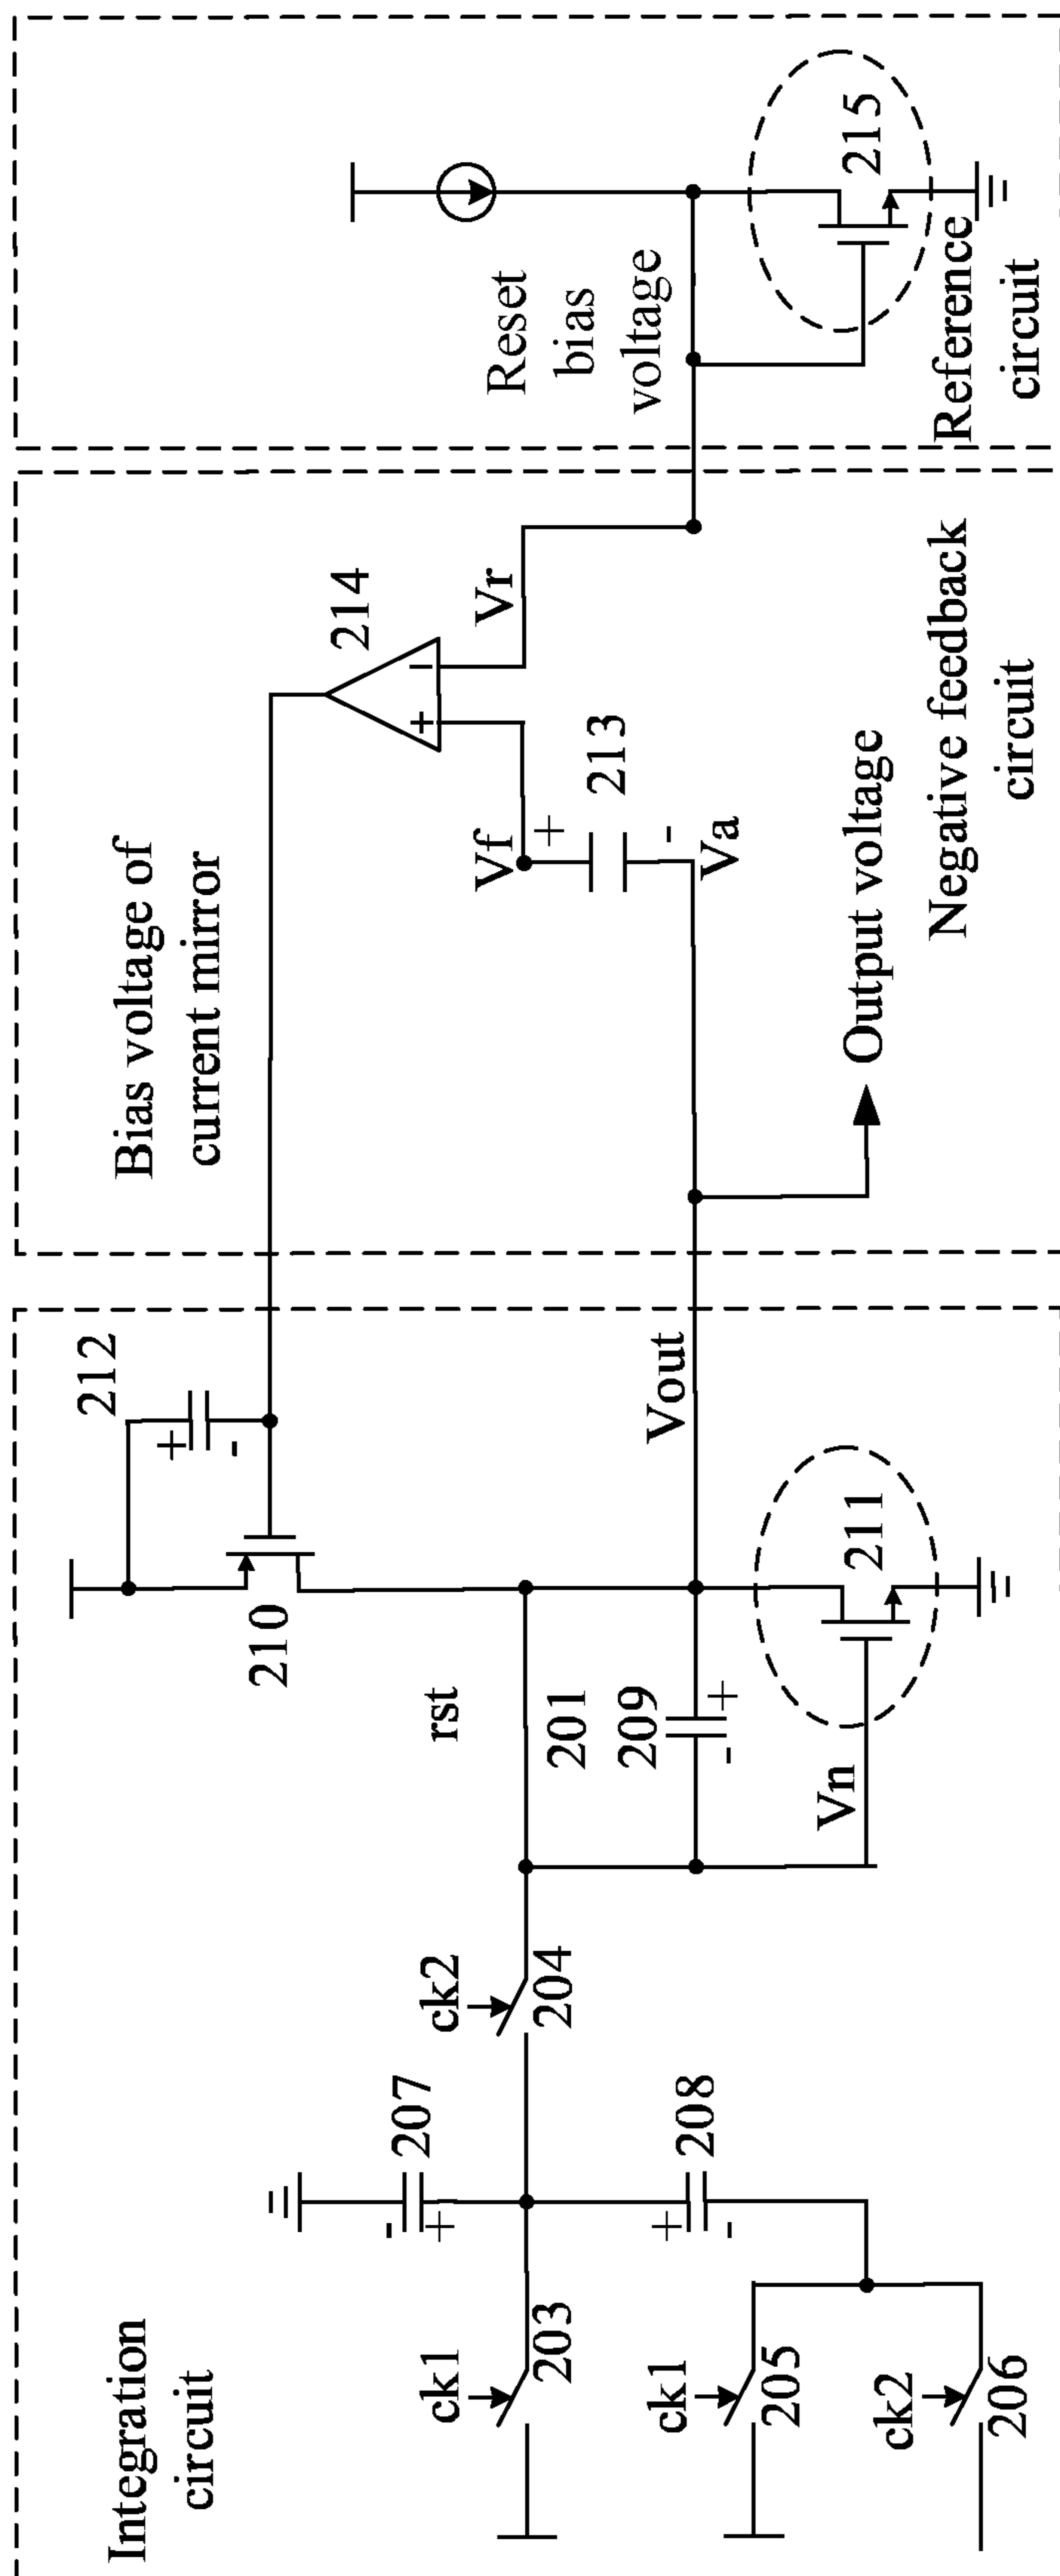 Integration
circuit
ck1
203
ck1
205
ck2
206
207
208
ck2
204
rst
201
209
-
+
Vn
211
210
212
+
-
Vout
-
+
+
-
Bias voltage of
current mirror
214
+
-
Vf
Vr
+
213
-
Va
Output voltage
Negative feedback
circuit
Reset
bias
voltage
215
Reference
circuit